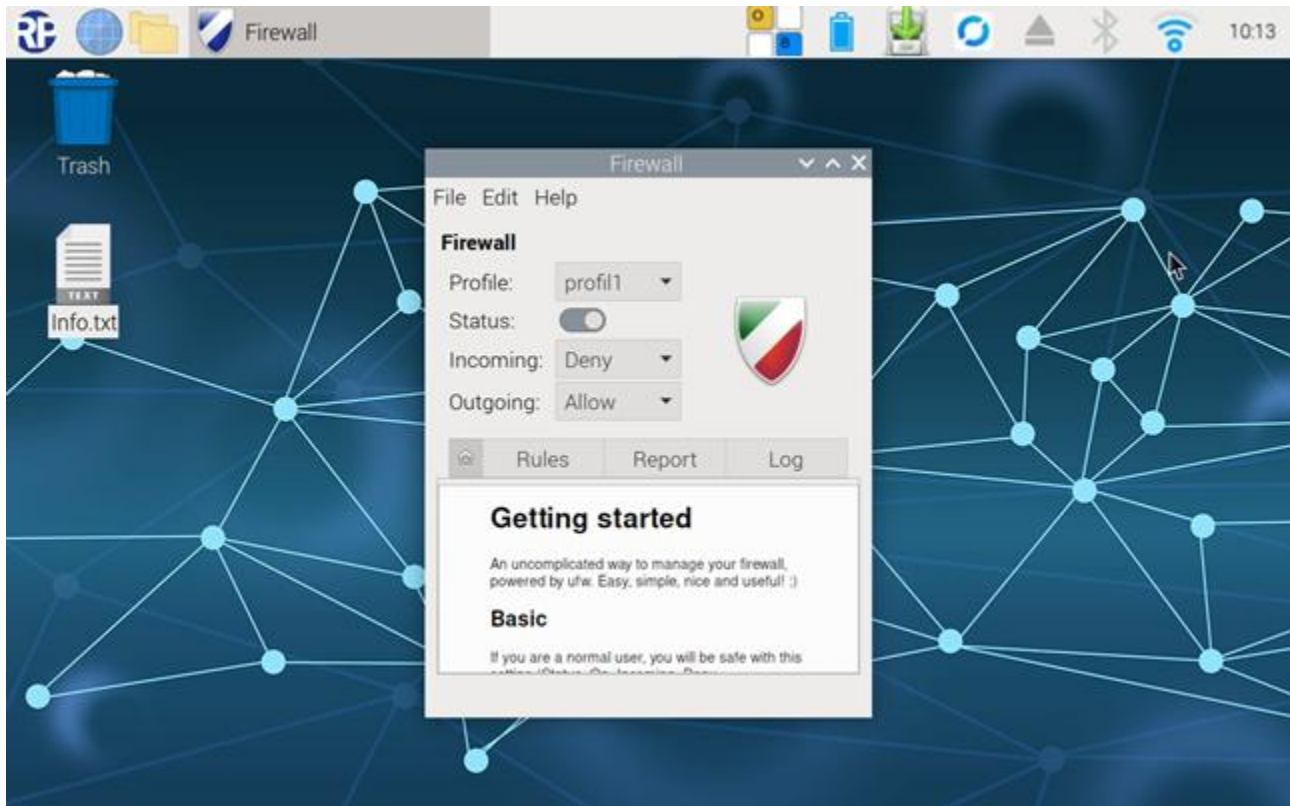 RP
Firewall
O
B
10:13
Trash
TEXT
Info.txt
Firewall
File Edit Help
Firewall
Profile: profil1
Status:
Incoming: Deny
Outgoing: Allow
Rules Report Log
Getting started
An uncomplicated way to manage your firewall,
powered by ufw. Easy, simple, nice and useful! :)
Basic
If you are a normal user, you will be safe with this